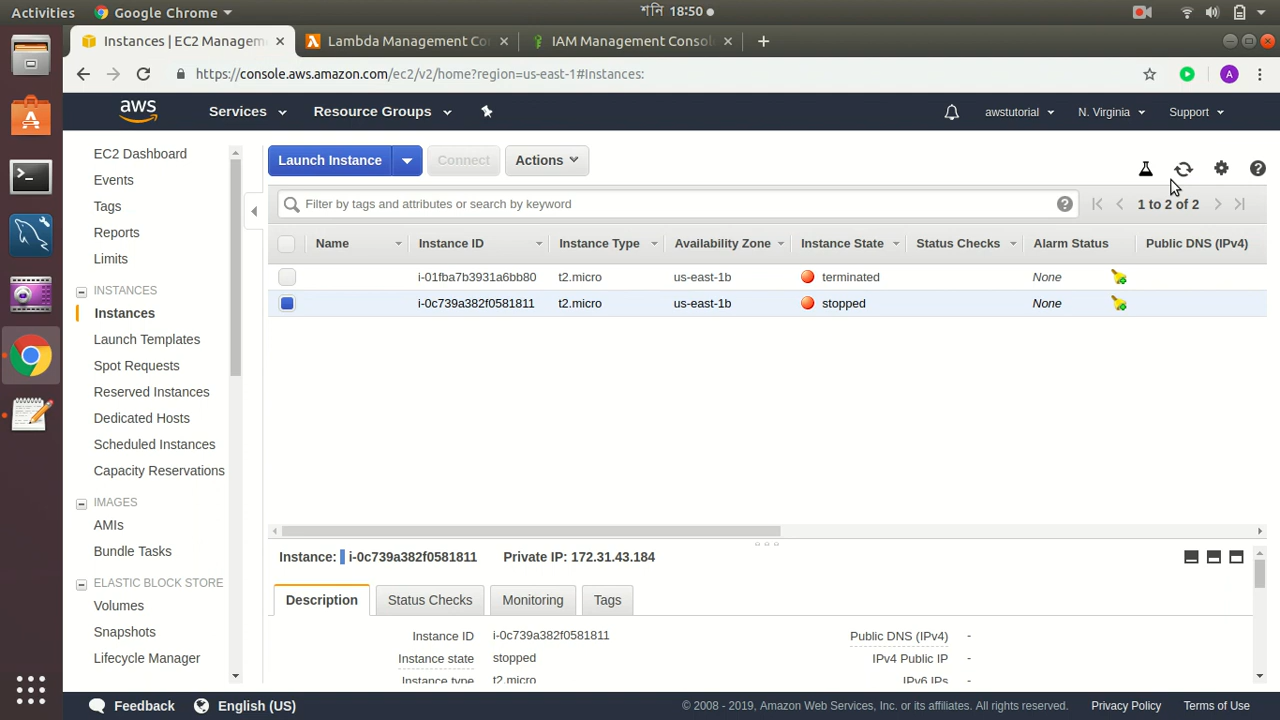 Activities Google Chrome শনি 18:50
Instances | EC2 Managem
Lambda Management Co
IAM Management Consol
https://console.aws.amazon.com/ec2/v2/home?region=us-east-1#Instances:
A
aws Services Resource Groups awstutorial N. Virginia Support
EC2 Dashboard
Events
Tags
Reports
Limits
INSTANCES
Instances
Launch Templates
Spot Requests
Reserved Instances
Dedicated Hosts
Scheduled Instances
Capacity Reservations
IMAGES
AMIs
Bundle Tasks
ELASTIC BLOCK STORE
Volumes
Snapshots
Lifecycle Manager
Launch Instance Connect Actions
Filter by tags and attributes or search by keyword 1 to 2 of 2
Name Instance ID Instance Type Availability Zone Instance State Status Checks Alarm Status Public DNS (IPv4)
i-01fba7b3931a6bb80 t2.micro us-east-1b terminated None
i-0c739a382f0581811 t2.micro us-east-1b stopped None
Instance: i-0c739a382f0581811 Private IP: 172.31.43.184
Description Status Checks Monitoring Tags
Instance ID i-0c739a382f0581811 Public DNS (IPv4) -
Instance state stopped IPv4 Public IP -
Instance type t2.micro IPv6 IPs -
Feedback English (US) © 2008 - 2019, Amazon Web Services, Inc. or its affiliates. All rights reserved. Privacy Policy Terms of Use